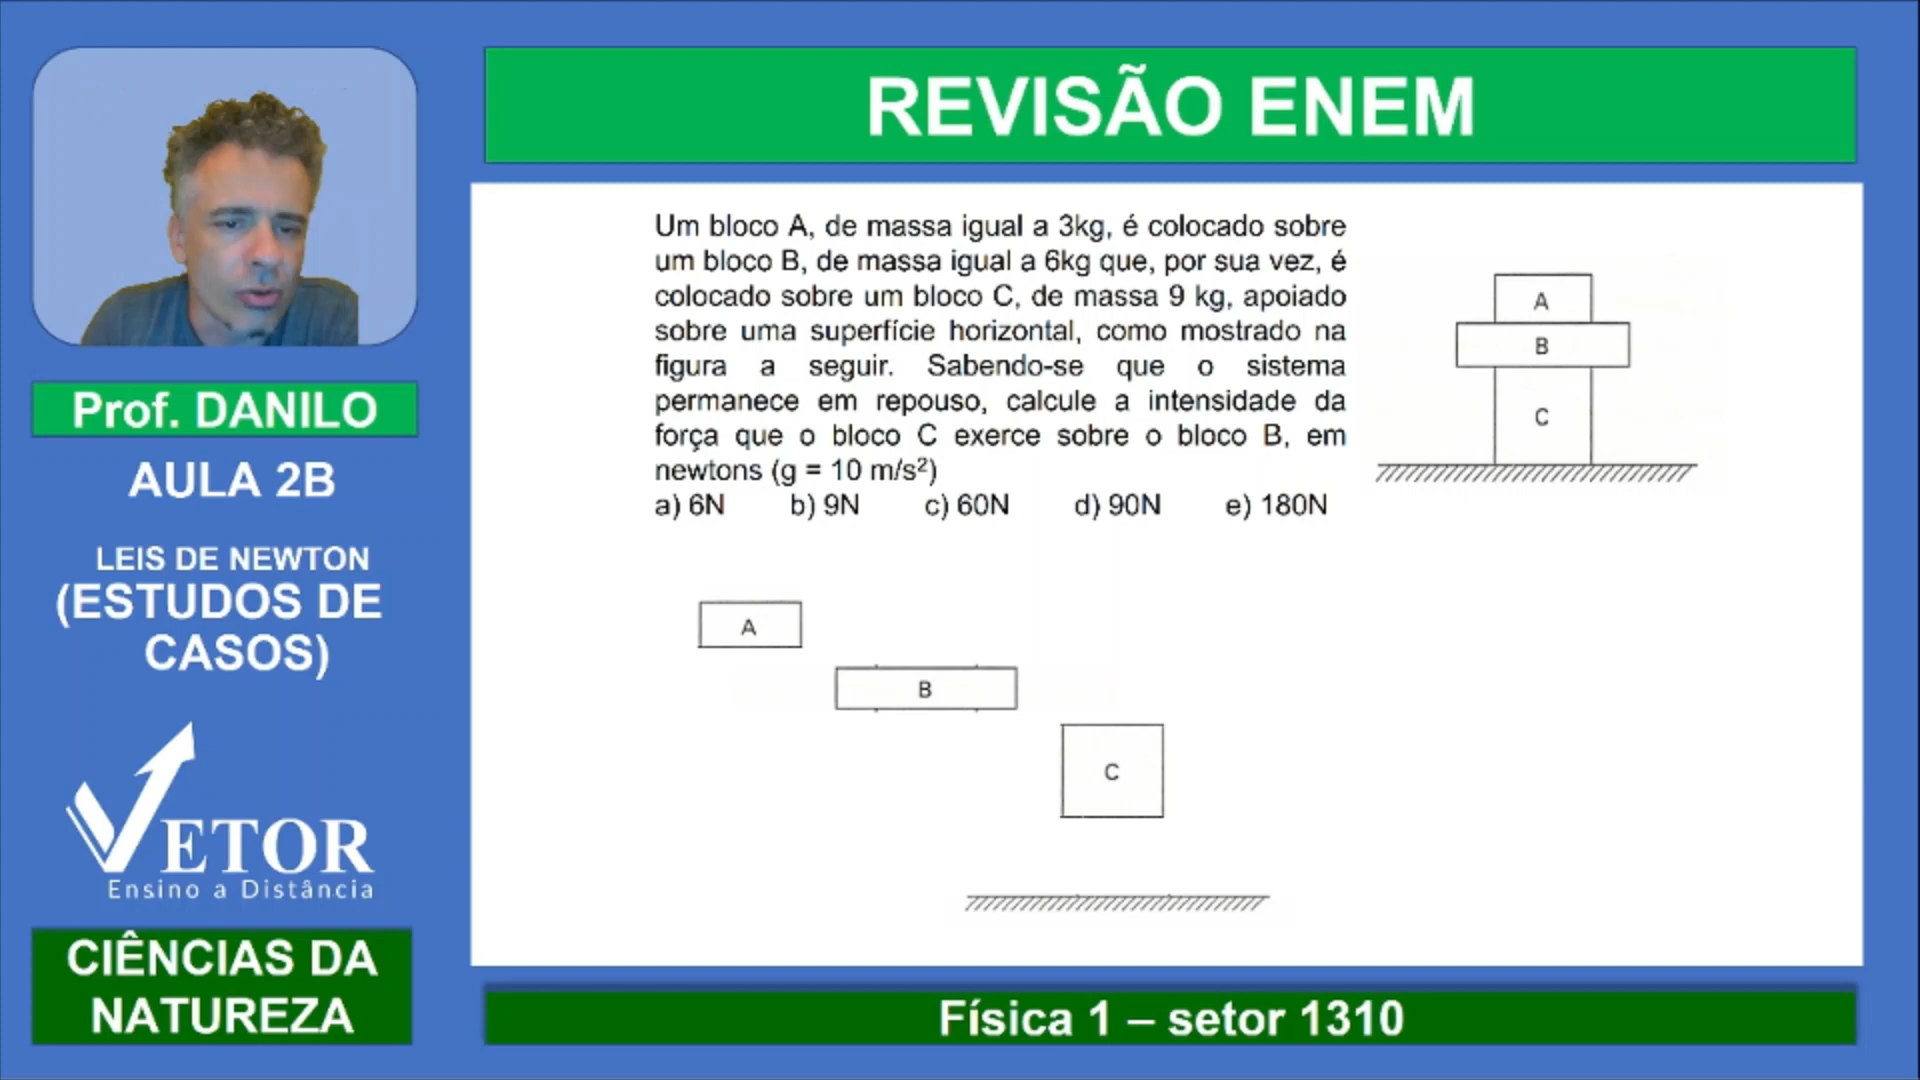 REVISÃO ENEM
Prof. DANILO
AULA 2B
LEIS DE NEWTON
(ESTUDOS DE
CASOS)
VETOR
Ensino a Distância
CIÊNCIAS DA
NATUREZA
Um bloco A, de massa igual a 3kg, é colocado sobre
um bloco B, de massa igual a 6kg que, por sua vez, é
colocado sobre um bloco C, de massa 9 kg, apoiado
sobre uma superfície horizontal, como mostrado na
figura a seguir. Sabendo-se que o sistema
permanece em repouso, calcule a intensidade da
força que o bloco C exerce sobre o bloco B, em
newtons (g = 10 m/s²)
a) 6N b) 9N c) 60N d) 90N e) 180N
A
B
C
A
B
C
Física 1 – setor 1310